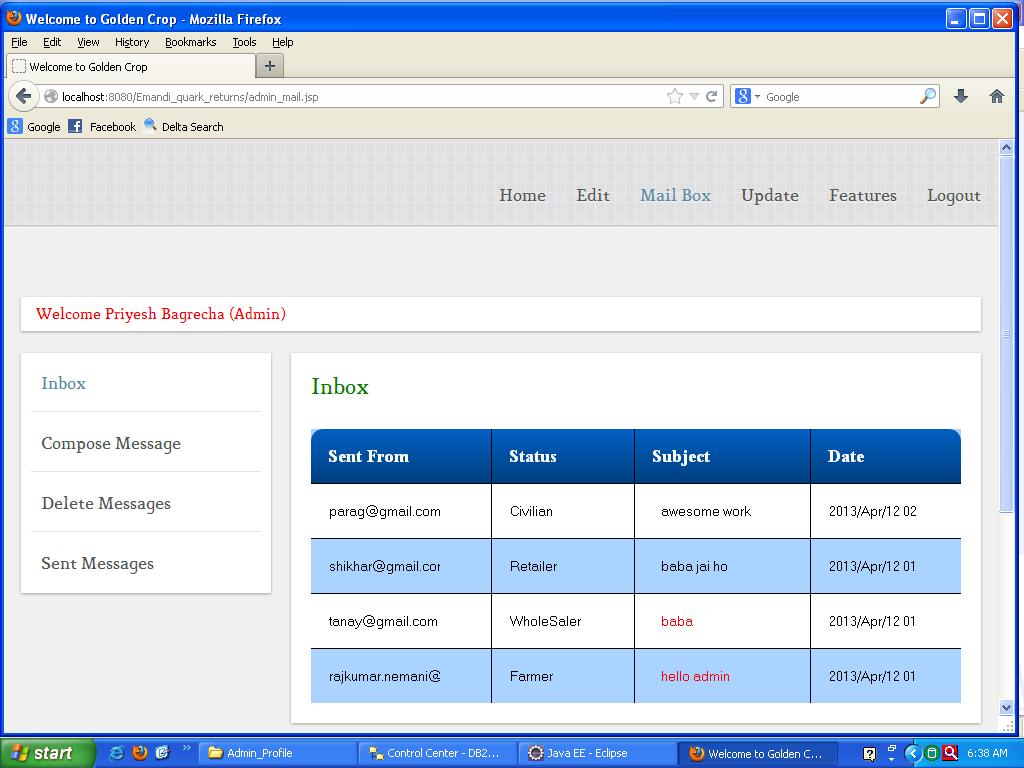 Welcome to Golden Crop - Mozilla Firefox
File Edit View History Bookmarks Tools Help
Welcome to Golden Crop +
localhost:8080/Emandi_quark_returns/admin_mail.jsp Google
Google Facebook Delta Search
Home Edit Mail Box Update Features Logout
Welcome Priyesh Bagrecha (Admin)
Inbox
Compose Message
Delete Messages
Sent Messages
Inbox
Sent From Status Subject Date
parag@gmail.com Civilian awesome work 2013/Apr/12 02
shikhar@gmail.cor Retailer baba jai ho 2013/Apr/12 01
tanay@gmail.com WholeSaler baba 2013/Apr/12 01
rajkumar.nemani@ Farmer hello admin 2013/Apr/12 01
start Admin_Profile Control Center - DB2... Java EE - Eclipse Welcome to Golden C... 6:38 AM